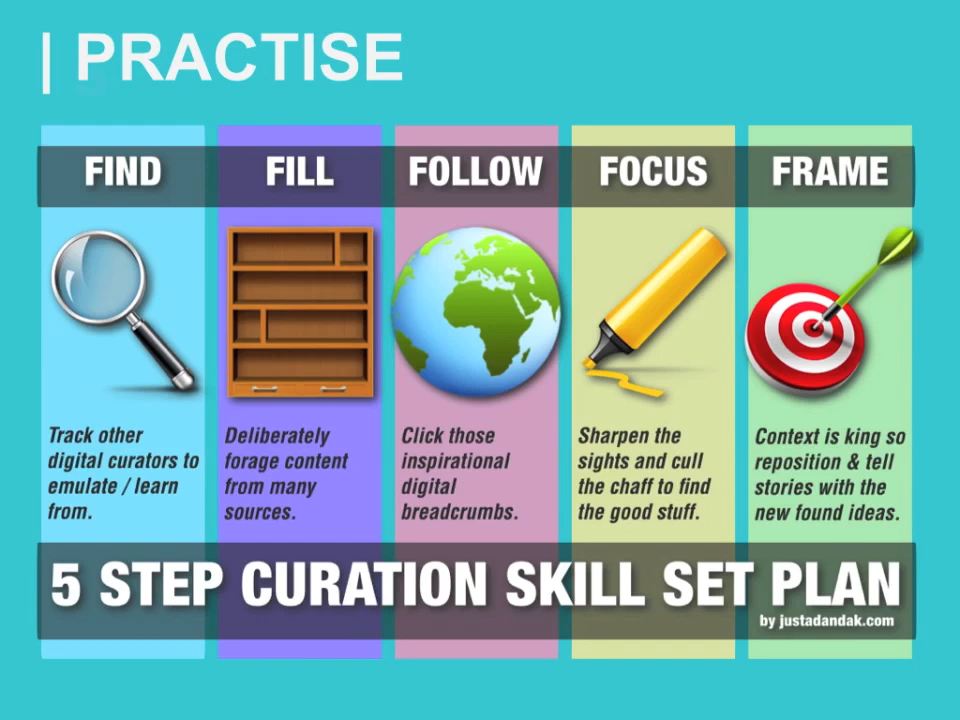 | PRACTISE
FIND
FILL
FOLLOW
FOCUS
FRAME
Track other
digital curators to
emulate / learn
from.
Deliberately
forage content
from many
sources.
Click those
inspirational
digital
breadcrumbs.
Sharpen the
sights and cull
the chaff to find
the good stuff.
Context is king so
reposition & tell
stories with the
new found ideas.
5 STEP CURATION SKILL SET PLAN
by justadandak.com